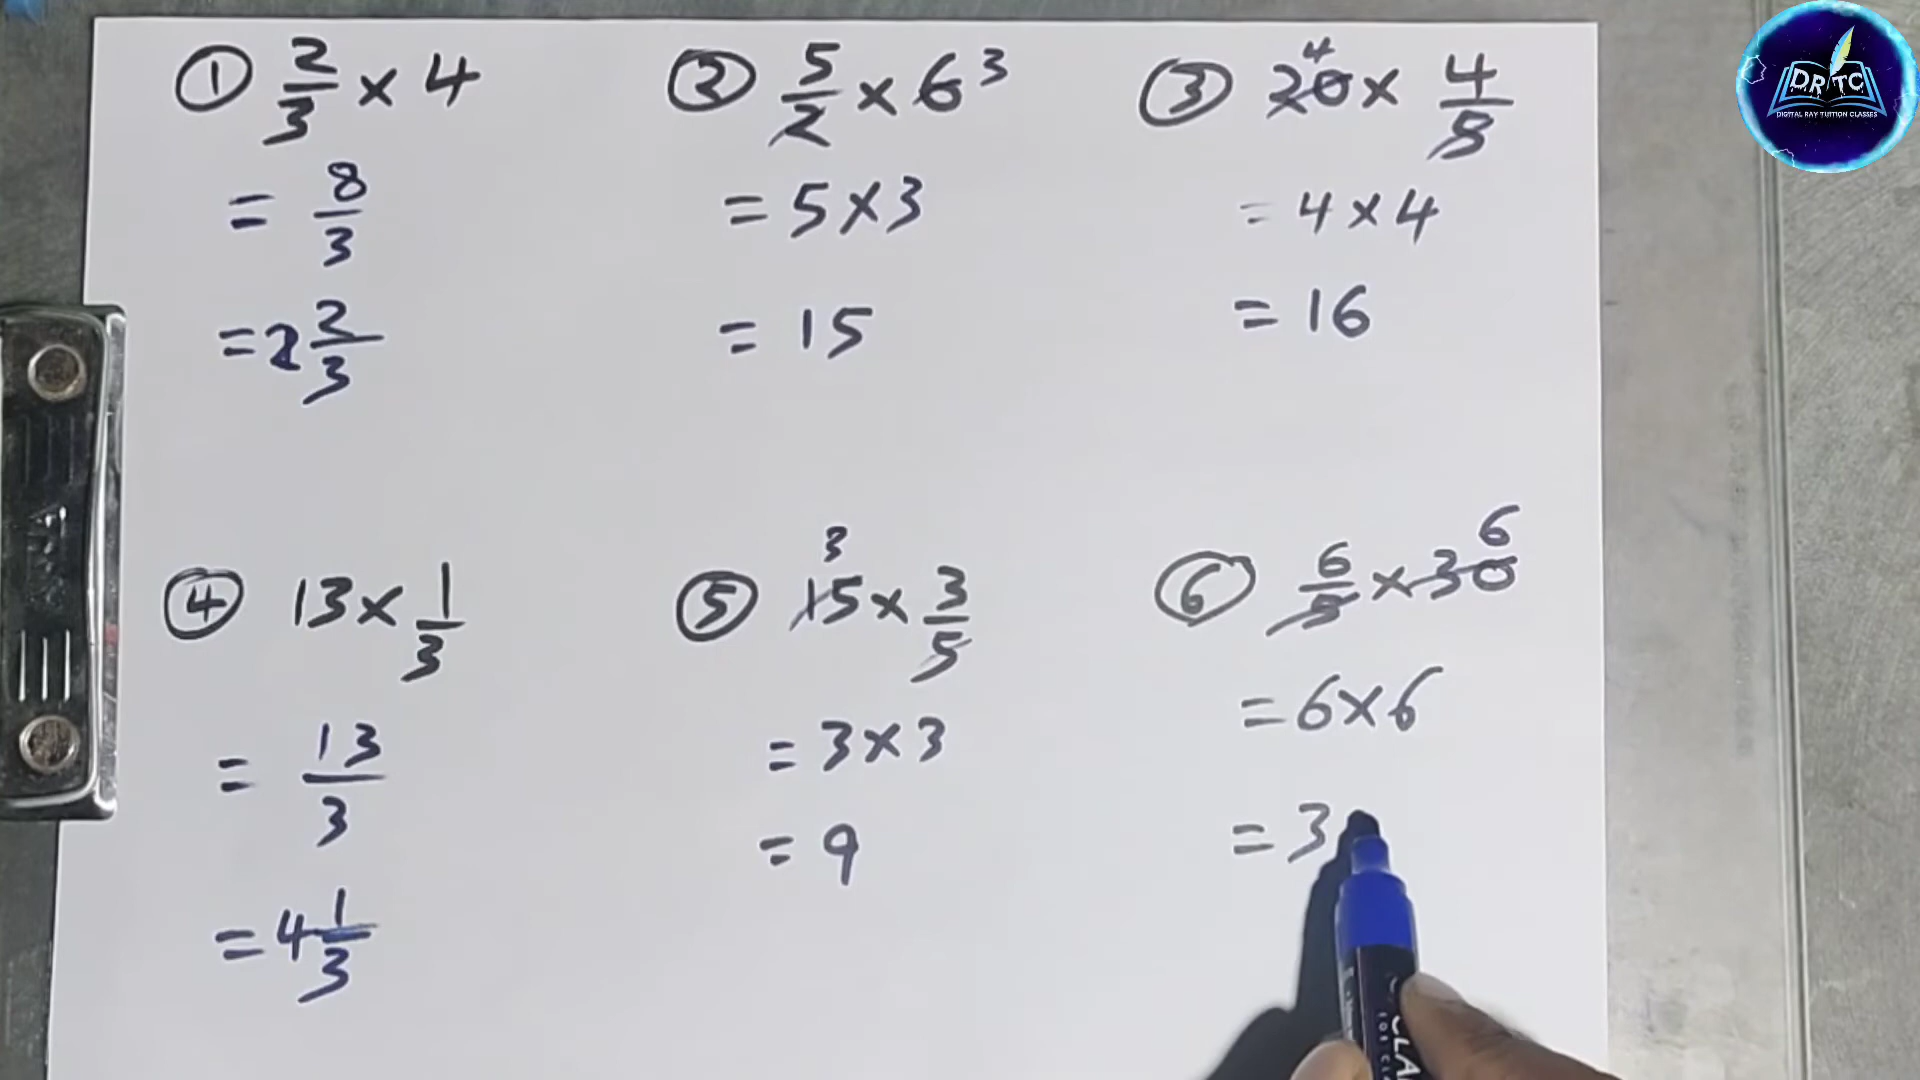 ① 2/3 × 4
= 8/3
= 2 2/3
② 5/2 × 6 3
= 5 × 3
= 15
③ 4
20 × 4/5
= 4 × 4
= 16
④ 13 × 1/3
= 13/3
= 4 1/3
⑤ 3
15 × 3/5
= 3 × 3
= 9
⑥ 6
6/5 × 30
= 6 × 6
= 3
DRTC
DIGITAL RAY TUITION CLASSES